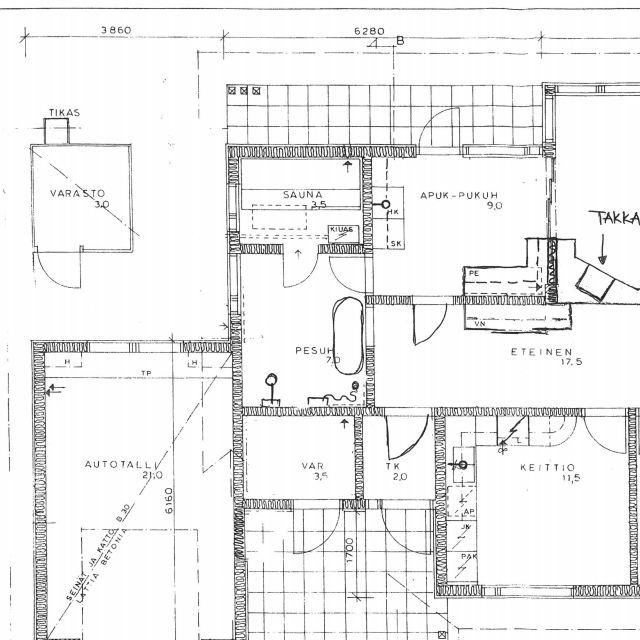 3860
6280
B
TIKAS
VARASTO
3,0
SAUNA
3,5
KIUAS
HK
SK
APUK-PUKUH
9,0
TAKKA
PE
VN
PESUH
7,0
ETEINEN
17,5
H
H
TP
AUTOTALLI
21,0
6160
SEINÄT JA KATTO B 30
LATTIA BETONIA
VAR
3,5
TK
2,0
KEITTIO
11,5
AP
JK
PAK
1700